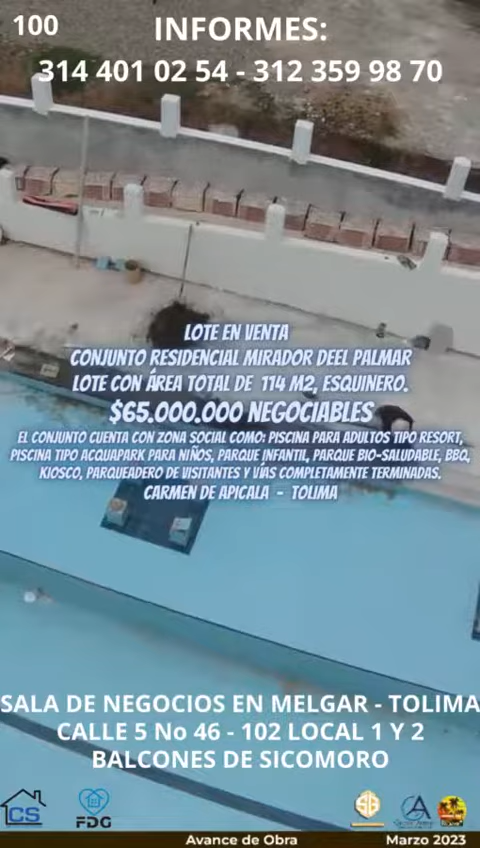 100
INFORMES:
314 401 02 54 - 312 359 98 70
LOTE EN VENTA
CONJUNTO RESIDENCIAL MIRADOR DEEL PALMAR
LOTE CON ÁREA TOTAL DE 114 M2, ESQUINERO.
$65.000.000 NEGOCIABLES
EL CONJUNTO CUENTA CON ZONA SOCIAL COMO: PISCINA PARA ADULTOS TIPO RESORT,
PISCINA TIPO ACQUAPARK PARA NIÑOS, PARQUE INFANTIL, PARQUE BIO-SALUDABLE, BBQ,
KIOSKO, PARQUEADERO DE VISITANTES Y VÍAS COMPLETAMENTE TERMINADAS.
CARMEN DE APICALA - TOLIMA
SALA DE NEGOCIOS EN MELGAR - TOLIMA
CALLE 5 No 46 - 102 LOCAL 1 Y 2
BALCONES DE SICOMORO
CS
FDG
SG
Avance de Obra
Marzo 2023